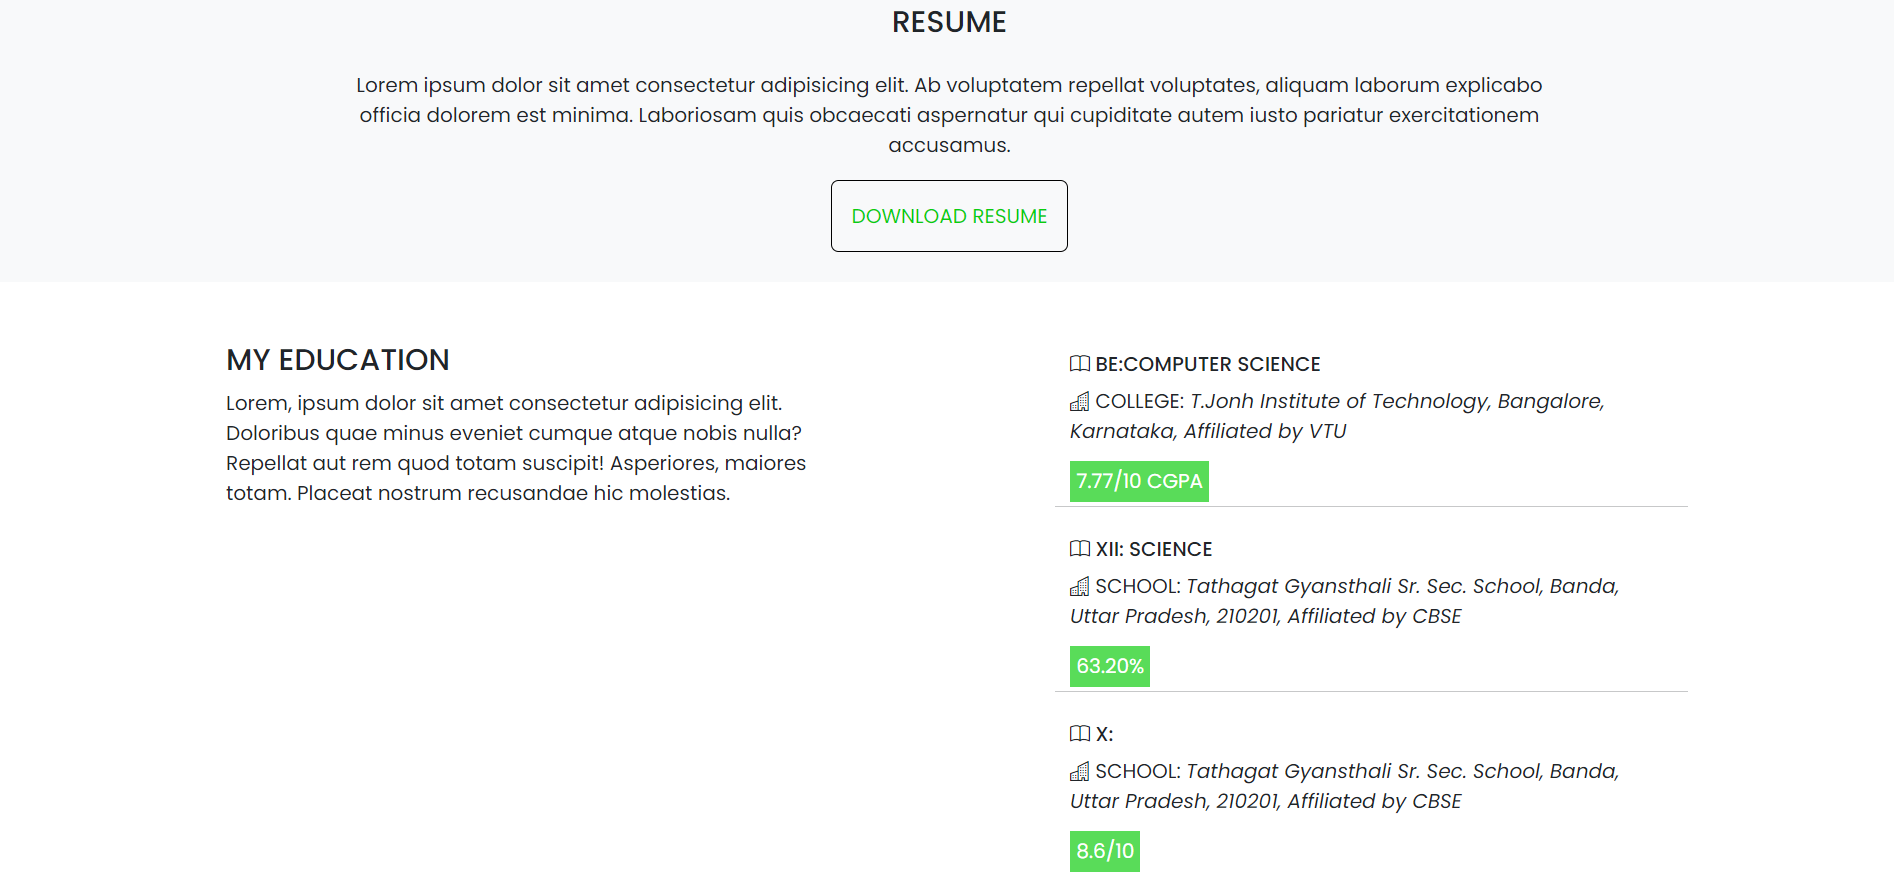 RESUME
Lorem ipsum dolor sit amet consectetur adipisicing elit. Ab voluptatem repellat voluptates, aliquam laborum explicabo
officia dolorem est minima. Laboriosam quis obcaecati aspernatur qui cupiditate autem iusto pariatur exercitationem
accusamus.
DOWNLOAD RESUME
MY EDUCATION
Lorem, ipsum dolor sit amet consectetur adipisicing elit.
Doloribus quae minus eveniet cumque atque nobis nulla?
Repellat aut rem quod totam suscipit! Asperiores, maiores
totam. Placeat nostrum recusandae hic molestias.
BE:COMPUTER SCIENCE
COLLEGE: T.Jonh Institute of Technology, Bangalore,
Karnataka, Affiliated by VTU
7.77/10 CGPA
XII: SCIENCE
SCHOOL: Tathagat Gyansthali Sr. Sec. School, Banda,
Uttar Pradesh, 210201, Affiliated by CBSE
63.20%
X:
SCHOOL: Tathagat Gyansthali Sr. Sec. School, Banda,
Uttar Pradesh, 210201, Affiliated by CBSE
8.6/10